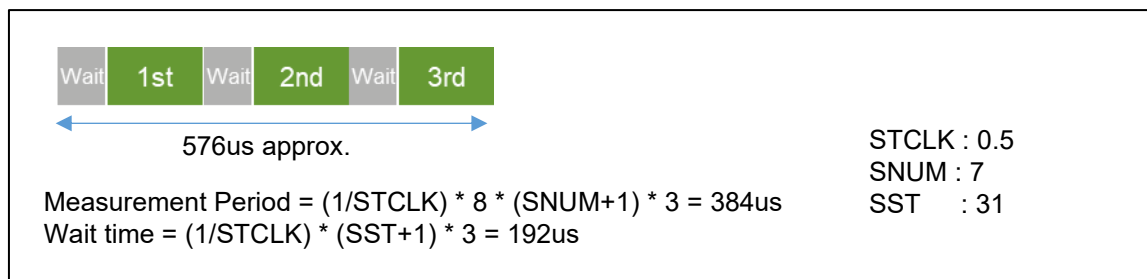 Wait 1st Wait 2nd Wait 3rd
576us approx.
STCLK : 0.5
SNUM : 7
SST : 31
Measurement Period = (1/STCLK) * 8 * (SNUM+1) * 3 = 384us
Wait time = (1/STCLK) * (SST+1) * 3 = 192us